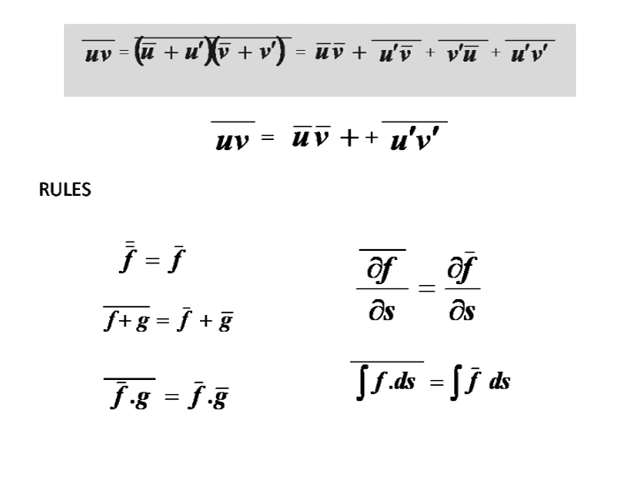 $\overline{uv} = \overline{(\bar{u} + u')(\bar{v} + v')} = \bar{u}\bar{v} + \overline{u'\bar{v}} + \overline{v'\bar{u}} + \overline{u'v'}$
$\overline{uv} = \bar{u}\bar{v} + + \overline{u'v'}$
RULES
$\bar{\bar{f}} = \bar{f}$
$\overline{f + g} = \bar{f} + \bar{g}$
$\overline{\bar{f}.g} = \bar{f}.\bar{g}$
$\frac{\overline{\partial f}}{\partial s} = \frac{\partial \bar{f}}{\partial s}$
$\overline{\int f.ds} = \int \bar{f} \, ds$